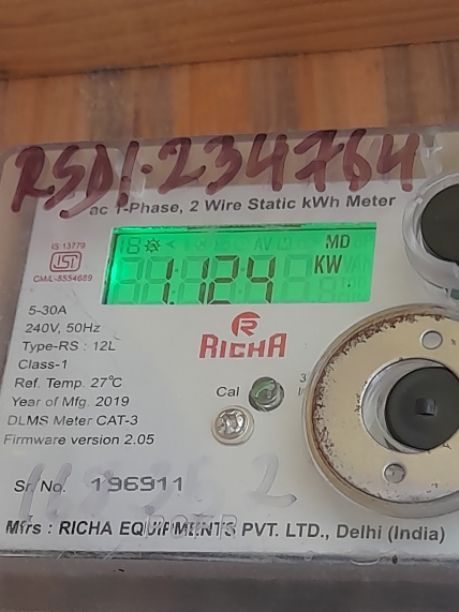 RSD1-234764
ac 1-Phase, 2 Wire Static kWh Meter
IS:13779
ISI
CM/L-8554689
MD
1.124 KW
5-30A
240V, 50Hz
Type-RS : 12L
Class-1
Ref. Temp. 27°C
Year of Mfg. 2019
DLMS Meter CAT-3
Firmware version 2.05
RICHA
Cal
Sr. No. 196911
Mfrs : RICHA EQUIPMENTS PVT. LTD., Delhi (India)